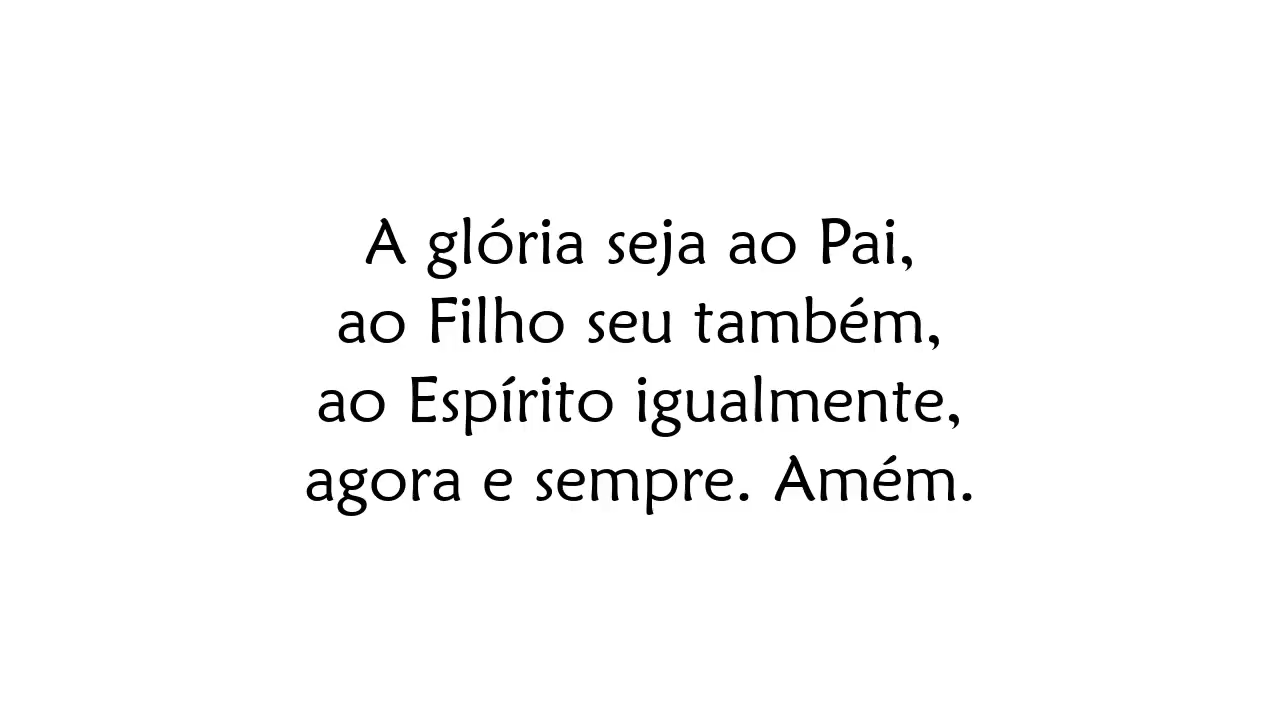 A glória seja ao Pai,
ao Filho seu também,
ao Espírito igualmente,
agora e sempre. Amém.